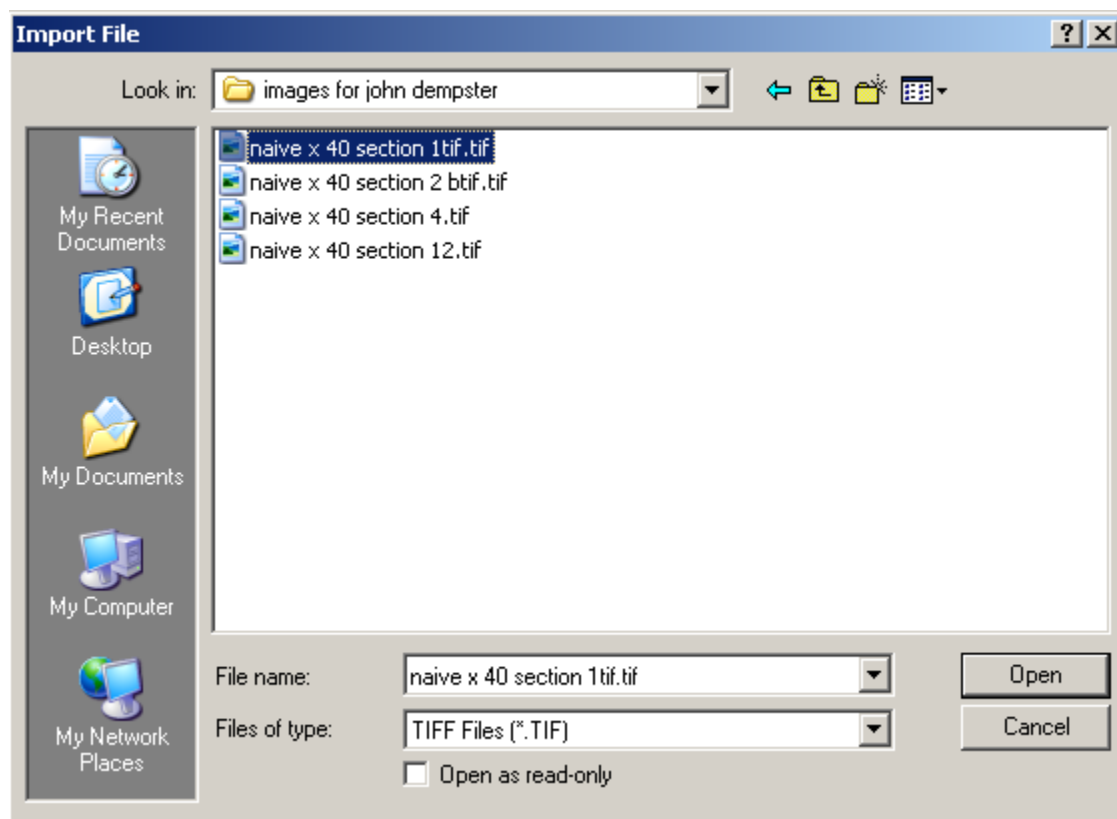 Import File
Look in: images for john dempster
naive x 40 section 1tif.tif
naive x 40 section 2 btif.tif
naive x 40 section 4.tif
naive x 40 section 12.tif
My Recent
Documents
Desktop
My Documents
My Computer
My Network
Places
File name: naive x 40 section 1tif.tif Open
Files of type: TIFF Files (*.TIF) Cancel
Open as read-only